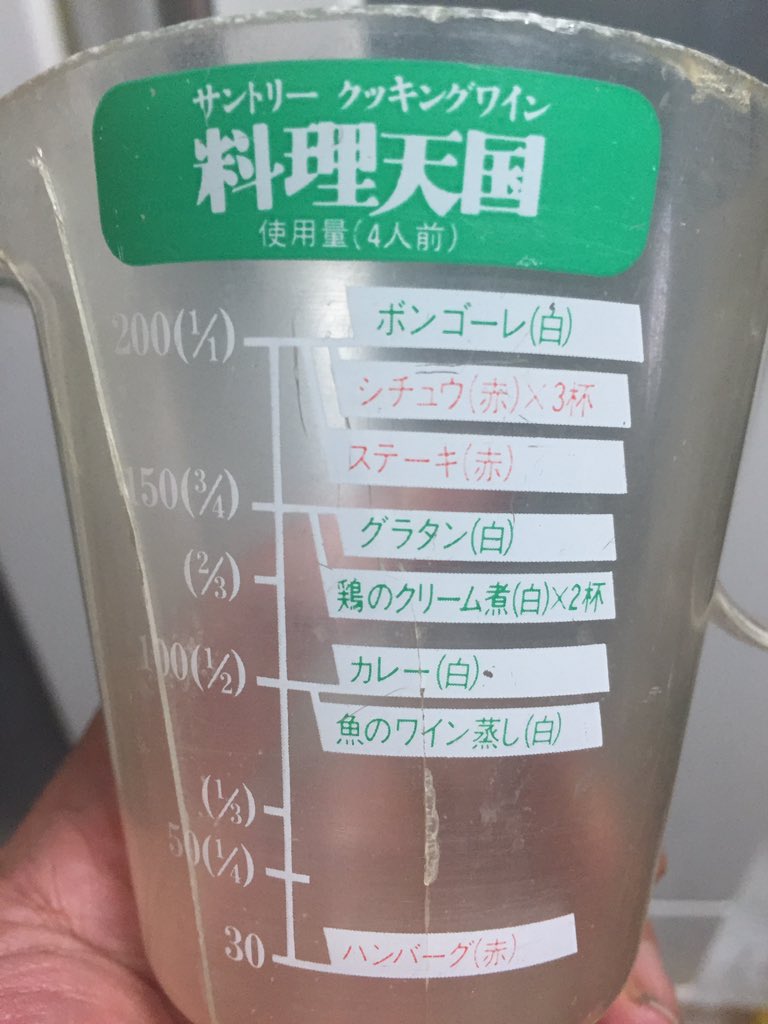 サントリー クッキングワイン
料理天国
使用量(4人前)
200(1/1)
ボンゴーレ(白)
シチュウ(赤)×3杯
ステーキ(赤)
150(3/4)
グラタン(白)
(2/3)
鶏のクリーム煮(白)×2杯
100(1/2)
カレー(白)
魚のワイン蒸し(白)
(1/3)
50(1/4)
30
ハンバーグ(赤)